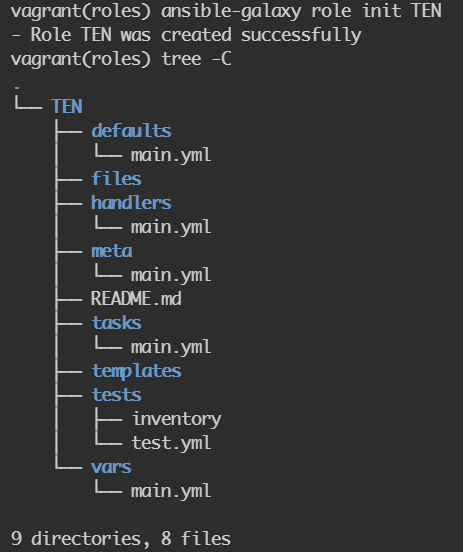 vagrant(roles) ansible-galaxy role init TEN
- Role TEN was created successfully
vagrant(roles) tree -C
.
└── TEN
    ├── defaults
    │   └── main.yml
    ├── files
    ├── handlers
    │   └── main.yml
    ├── meta
    │   └── main.yml
    ├── README.md
    ├── tasks
    │   └── main.yml
    ├── templates
    ├── tests
    │   ├── inventory
    │   └── test.yml
    └── vars
        └── main.yml

9 directories, 8 files